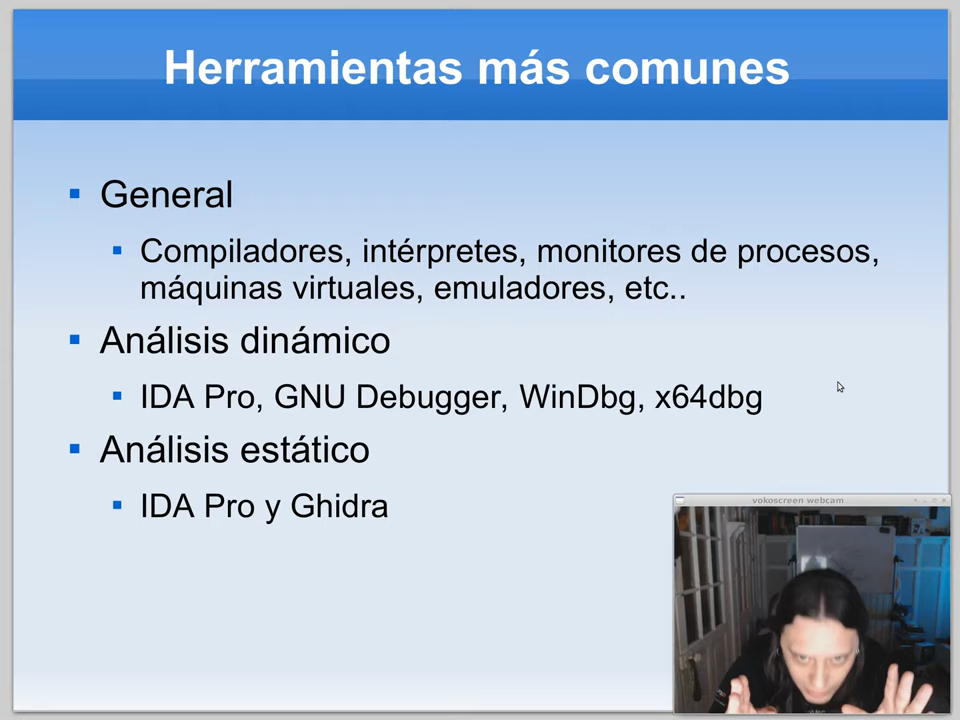 Herramientas más comunes
General
Compiladores, intérpretes, monitores de procesos,
máquinas virtuales, emuladores, etc..
Análisis dinámico
IDA Pro, GNU Debugger, WinDbg, x64dbg
Análisis estático
IDA Pro y Ghidra
vokoscreen webcam